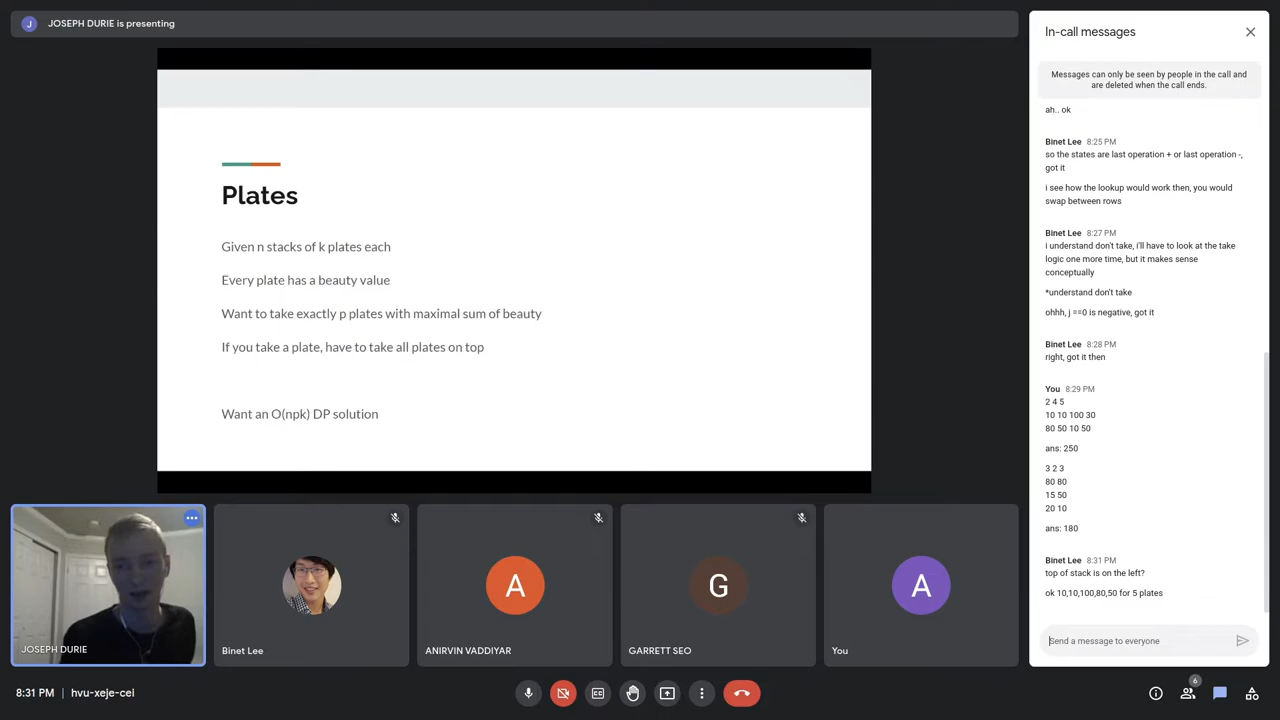 J
JOSEPH DURIE is presenting
Plates
Given n stacks of k plates each
Every plate has a beauty value
Want to take exactly p plates with maximal sum of beauty
If you take a plate, have to take all plates on top
Want an O(npk) DP solution
JOSEPH DURIE
Binet Lee
A
ANIRVIN VADDIYAR
G
GARRETT SEO
A
You
8:31 PM | hvu-xeje-cei
In-call messages
Messages can only be seen by people in the call and
are deleted when the call ends.
ah.. ok
Binet Lee 8:25 PM
so the states are last operation + or last operation -,
got it
i see how the lookup would work then, you would
swap between rows
Binet Lee 8:27 PM
i understand don't take, i'll have to look at the take
logic one more time, but it makes sense
conceptually
*understand don't take
ohhh, j ==0 is negative, got it
Binet Lee 8:28 PM
right, got it then
You 8:29 PM
2 4 5
10 10 100 30
80 50 10 50
ans: 250
3 2 3
80 80
15 50
20 10
ans: 180
Binet Lee 8:31 PM
top of stack is on the left?
ok 10,10,100,80,50 for 5 plates
Send a message to everyone
6